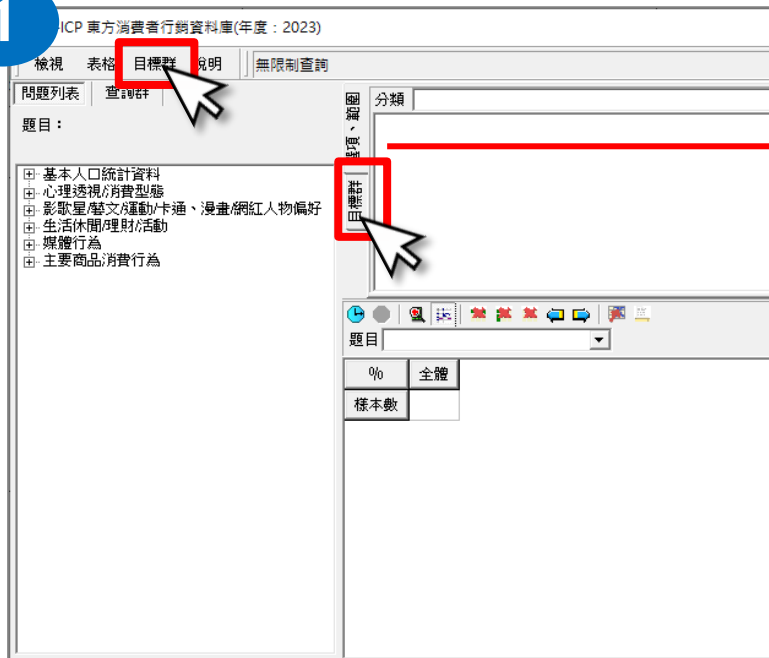 1
-ICP 東方消費者行銷資料庫(年度：2023)
檢視 表格 目標群 說明 無限制查詢
問題列表 查詢群
題目：
基本人口統計資料
心理透視/消費型態
影歌星/藝文/運動/卡通、漫畫/網紅人物偏好
生活休閒/理財/活動
媒體行為
主要商品消費行為
選項、範圍
目標群
分類
題目
% 全體
樣本數